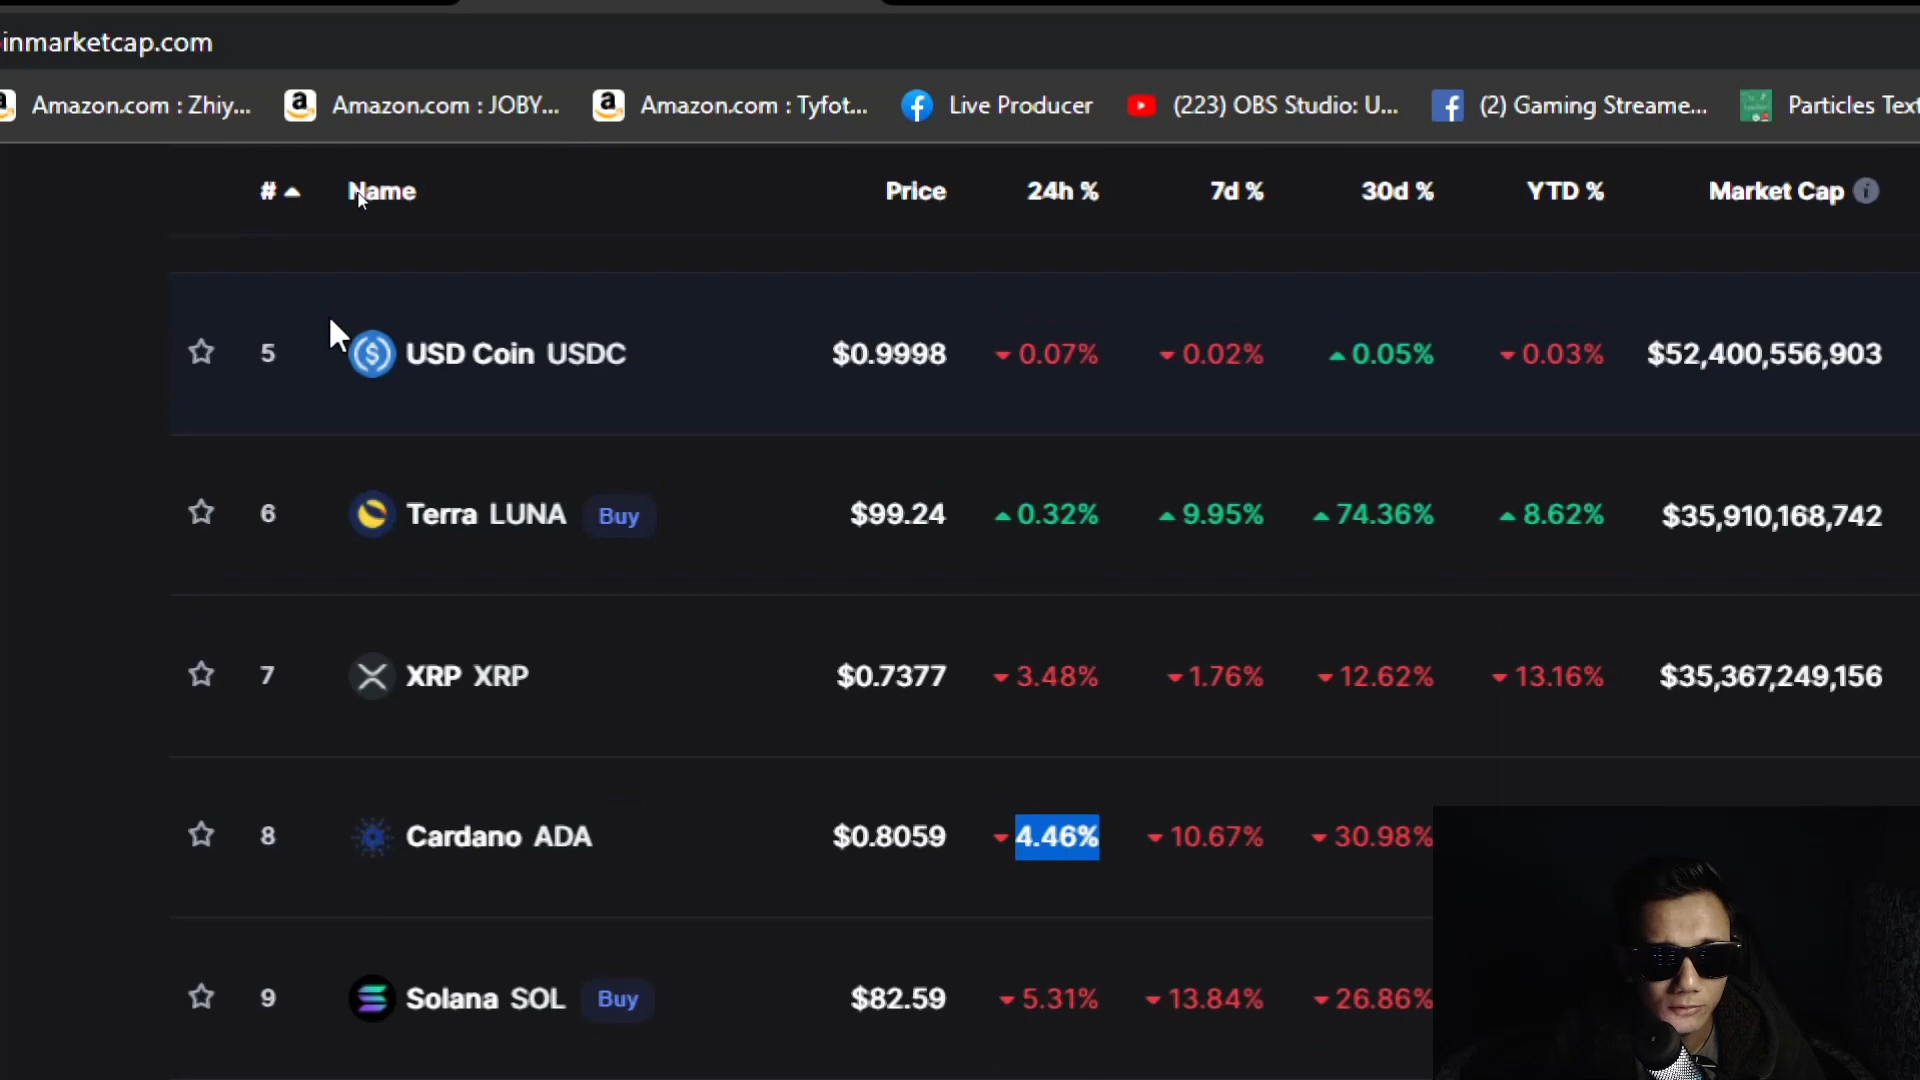 inmarketcap.com
Amazon.com : Zhiy... Amazon.com : JOBY... Amazon.com : Tyfot... Live Producer (223) OBS Studio: U... (2) Gaming Streame... Particles Text
# Name Price 24h % 7d % 30d % YTD % Market Cap
5 USD Coin USDC $0.9998 0.07% 0.02% 0.05% 0.03% $52,400,556,903
6 Terra LUNA Buy $99.24 0.32% 9.95% 74.36% 8.62% $35,910,168,742
7 XRP XRP $0.7377 3.48% 1.76% 12.62% 13.16% $35,367,249,156
8 Cardano ADA $0.8059 4.46% 10.67% 30.98%
9 Solana SOL Buy $82.59 5.31% 13.84% 26.86%